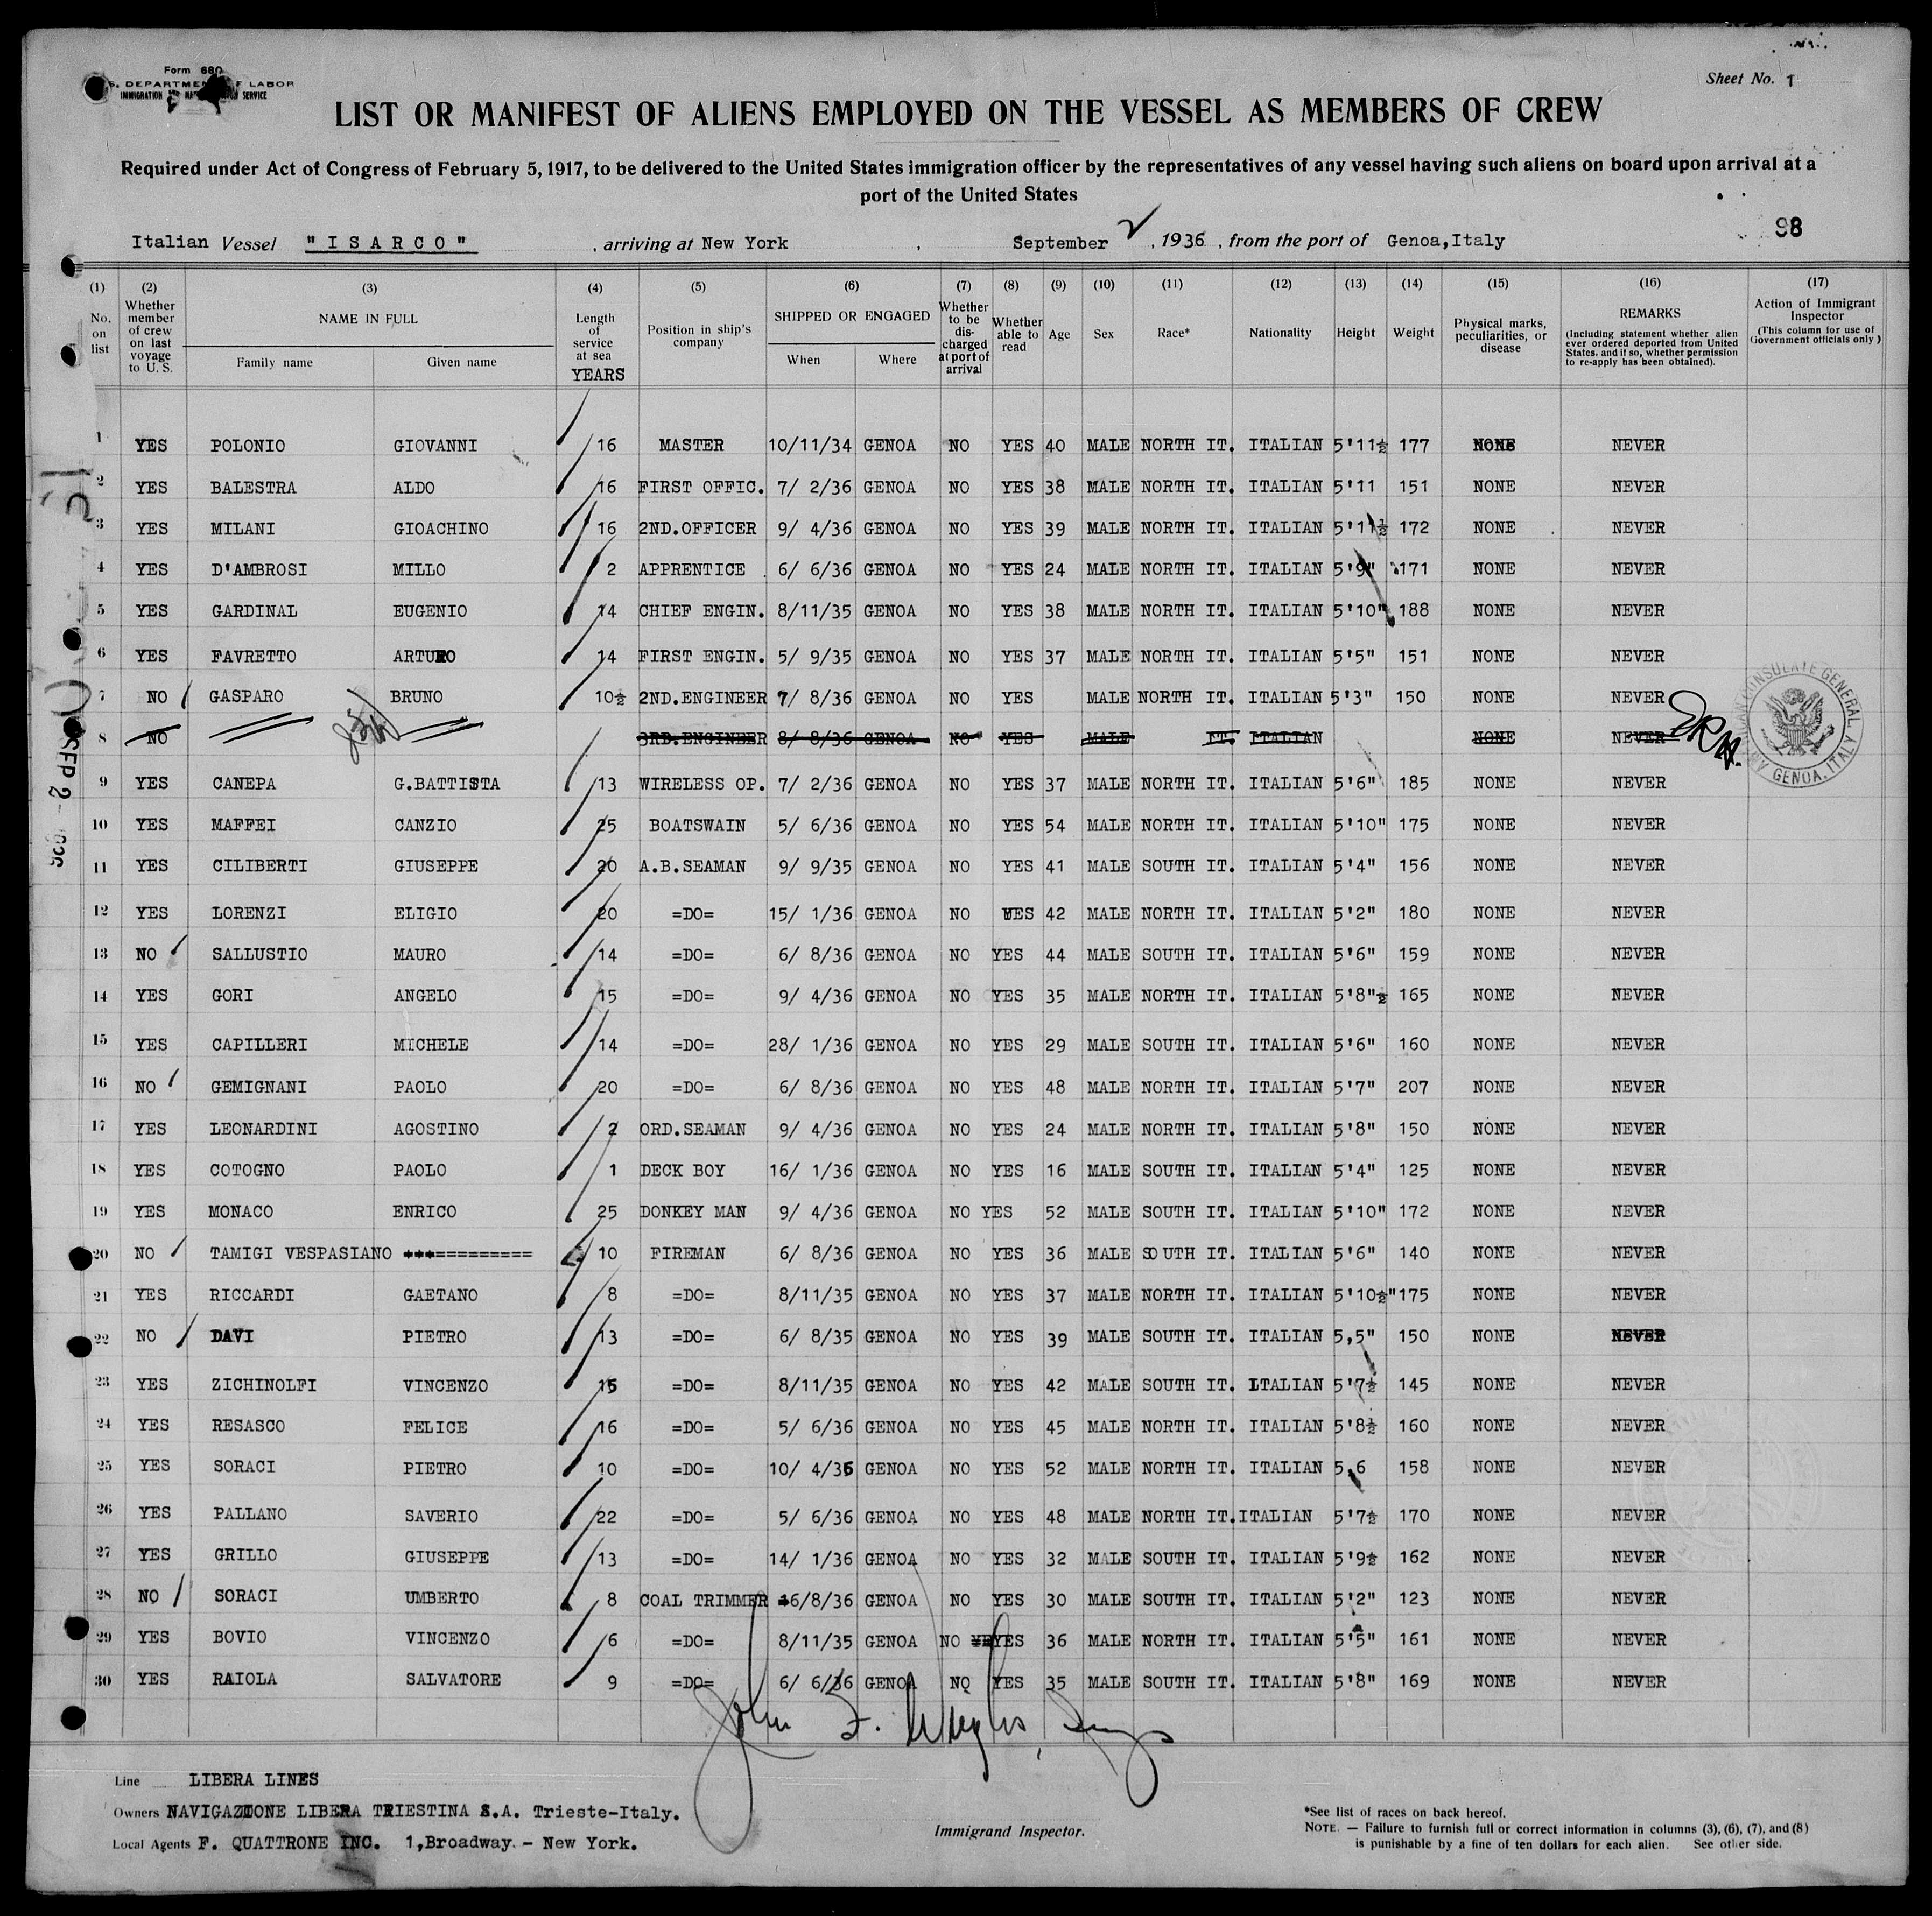 Form 680
S. DEPARTMENT OF LABOR
IMMIGRATION SERVICE
Sheet No. 1
LIST OR MANIFEST OF ALIENS EMPLOYED ON THE VESSEL AS MEMBERS OF CREW
Required under Act of Congress of February 5, 1917, to be delivered to the United States immigration officer by the representatives of any vessel having such aliens on board upon arrival at a
port of the United States
98
Italian Vessel "ISARCO", arriving at New York, September 2, 1936, from the port of Genoa, Italy
(1) No. on list
(2) Whether member of crew on last voyage to U.S.
(3) NAME IN FULL
Family name Given name
(4) Length of service at sea YEARS
(5) Position in ship's company
(6) SHIPPED OR ENGAGED
When Where
(7) Whether to be discharged at port of arrival
(8) Whether able to read
(9) Age
(10) Sex
(11) Race*
(12) Nationality
(13) Height
(14) Weight
(15) Physical marks, peculiarities, or disease
(16) REMARKS
(Including statement whether alien ever ordered deported from United States, and if so, whether permission to re-apply has been obtained).
(17) Action of Immigrant Inspector
(This column for use of Government officials only)
1 YES POLONIO GIOVANNI 16 MASTER 10/11/34 GENOA NO YES 40 MALE NORTH IT. ITALIAN 5'11½ 177 NONE NEVER
2 YES BALESTRA ALDO 16 FIRST OFFIC. 7/ 2/36 GENOA NO YES 38 MALE NORTH IT. ITALIAN 5'11 151 NONE NEVER
3 YES MILANI GIOACHINO 16 2ND.OFFICER 9/ 4/36 GENOA NO YES 39 MALE NORTH IT. ITALIAN 5'11½ 172 NONE NEVER
4 YES D'AMBROSI MILLO 2 APPRENTICE 6/ 6/36 GENOA NO YES 24 MALE NORTH IT. ITALIAN 5'9" 171 NONE NEVER
5 YES GARDINAL EUGENIO 14 CHIEF ENGIN. 8/11/35 GENOA NO YES 38 MALE NORTH IT. ITALIAN 5'10" 188 NONE NEVER
6 YES FAVRETTO ARTURO 14 FIRST ENGIN. 5/ 9/35 GENOA NO YES 37 MALE NORTH IT. ITALIAN 5'5" 151 NONE NEVER
7 NO GASPARO BRUNO 10½ 2ND.ENGINEER 7/ 8/36 GENOA NO YES MALE NORTH IT. ITALIAN 5'3" 150 NONE NEVER
8 NO 3RD.ENGINEER 8/ 8/36 GENOA NO YES MALE IT. ITALIAN NONE NEVER
CONSULATE GENERAL GENOA, ITALY
9 YES CANEPA G.BATTISTA 13 WIRELESS OP. 7/ 2/36 GENOA NO YES 37 MALE NORTH IT. ITALIAN 5'6" 185 NONE NEVER
10 YES MAFFEI CANZIO 25 BOATSWAIN 5/ 6/36 GENOA NO YES 54 MALE NORTH IT. ITALIAN 5'10" 175 NONE NEVER
11 YES CILIBERTI GIUSEPPE 20 A.B.SEAMAN 9/ 9/35 GENOA NO YES 41 MALE SOUTH IT. ITALIAN 5'4" 156 NONE NEVER
12 YES LORENZI ELIGIO 20 =DO= 15/ 1/36 GENOA NO YES 42 MALE NORTH IT. ITALIAN 5'2" 180 NONE NEVER
13 NO SALLUSTIO MAURO 14 =DO= 6/ 8/36 GENOA NO YES 44 MALE SOUTH IT. ITALIAN 5'6" 159 NONE NEVER
14 YES GORI ANGELO 15 =DO= 9/ 4/36 GENOA NO YES 35 MALE NORTH IT. ITALIAN 5'8"½ 165 NONE NEVER
15 YES CAPILLERI MICHELE 14 =DO= 28/ 1/36 GENOA NO YES 29 MALE SOUTH IT. ITALIAN 5'6" 160 NONE NEVER
16 NO GEMIGNANI PAOLO 20 =DO= 6/ 8/36 GENOA NO YES 48 MALE NORTH IT. ITALIAN 5'7" 207 NONE NEVER
17 YES LEONARDINI AGOSTINO 2 ORD.SEAMAN 9/ 4/36 GENOA NO YES 24 MALE NORTH IT. ITALIAN 5'8" 150 NONE NEVER
18 YES COTOGNO PAOLO 1 DECK BOY 16/ 1/36 GENOA NO YES 16 MALE SOUTH IT. ITALIAN 5'4" 125 NONE NEVER
19 YES MONACO ENRICO 25 DONKEY MAN 9/ 4/36 GENOA NO YES 52 MALE SOUTH IT. ITALIAN 5'10" 172 NONE NEVER
20 NO TAMIGI VESPASIANO ========== 10 FIREMAN 6/ 8/36 GENOA NO YES 36 MALE SOUTH IT. ITALIAN 5'6" 140 NONE NEVER
21 YES RICCARDI GAETANO 8 =DO= 8/11/35 GENOA NO YES 37 MALE NORTH IT. ITALIAN 5'10½" 175 NONE NEVER
22 NO DAVI PIETRO 13 =DO= 6/ 8/35 GENOA NO YES 39 MALE SOUTH IT. ITALIAN 5,5" 150 NONE NEVER
23 YES ZICHINOLFI VINCENZO 15 =DO= 8/11/35 GENOA NO YES 42 MALE SOUTH IT. ITALIAN 5'7½ 145 NONE NEVER
24 YES RESASCO FELICE 16 =DO= 5/ 6/36 GENOA NO YES 45 MALE NORTH IT. ITALIAN 5'8½ 160 NONE NEVER
25 YES SORACI PIETRO 10 =DO= 10/ 4/36 GENOA NO YES 52 MALE NORTH IT. ITALIAN 5,6 158 NONE NEVER
26 YES PALLANO SAVERIO 22 =DO= 5/ 6/36 GENOA NO YES 48 MALE NORTH IT. ITALIAN 5'7½ 170 NONE NEVER
27 YES GRILLO GIUSEPPE 13 =DO= 14/ 1/36 GENOA NO YES 32 MALE SOUTH IT. ITALIAN 5'9½ 162 NONE NEVER
28 NO SORACI UMBERTO 8 COAL TRIMMER 6/8/36 GENOA NO YES 30 MALE SOUTH IT. ITALIAN 5'2" 123 NONE NEVER
29 YES BOVIO VINCENZO 6 =DO= 8/11/35 GENOA NO YES 36 MALE NORTH IT. ITALIAN 5'5" 161 NONE NEVER
30 YES RAIOLA SALVATORE 9 =DO= 6/ 6/36 GENOA NO YES 35 MALE SOUTH IT. ITALIAN 5'8" 169 NONE NEVER
John F.
Line LIBERA LINES
Owners NAVIGAZIONE LIBERA TRIESTINA S.A. Trieste-Italy.
Local Agents F. QUATTRONE INC. 1,Broadway. - New York.
Immigrand Inspector.
*See list of races on back hereof.
NOTE. — Failure to furnish full or correct information in columns (3), (6), (7), and (8)
is punishable by a fine of ten dollars for each alien. See other side.